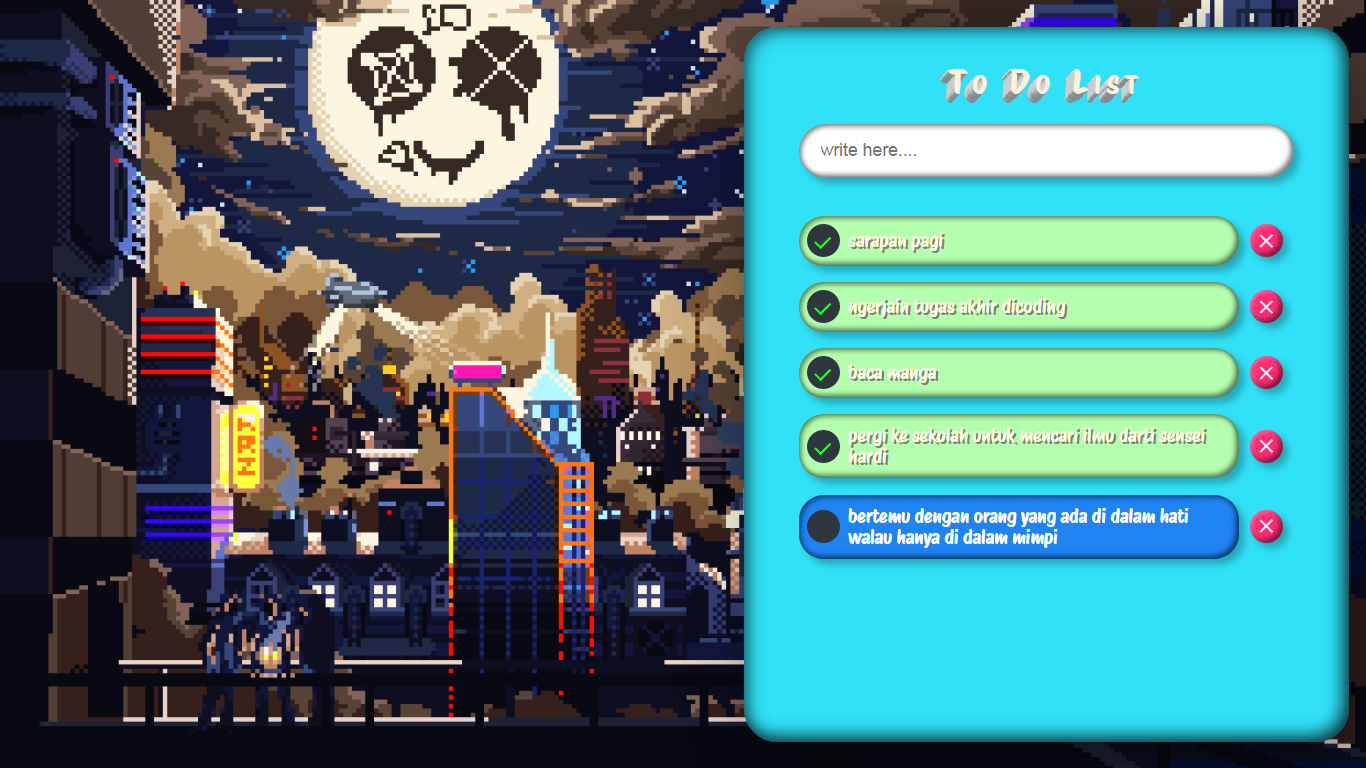 To Do List
write here....
sarapan pagi
ngerjain tugas akhir dicoding
baca manga
pergi ke sekolah untuk mencari ilmu darti sensei
hardi
bertemu dengan orang yang ada di dalam hati
walau hanya di dalam mimpi